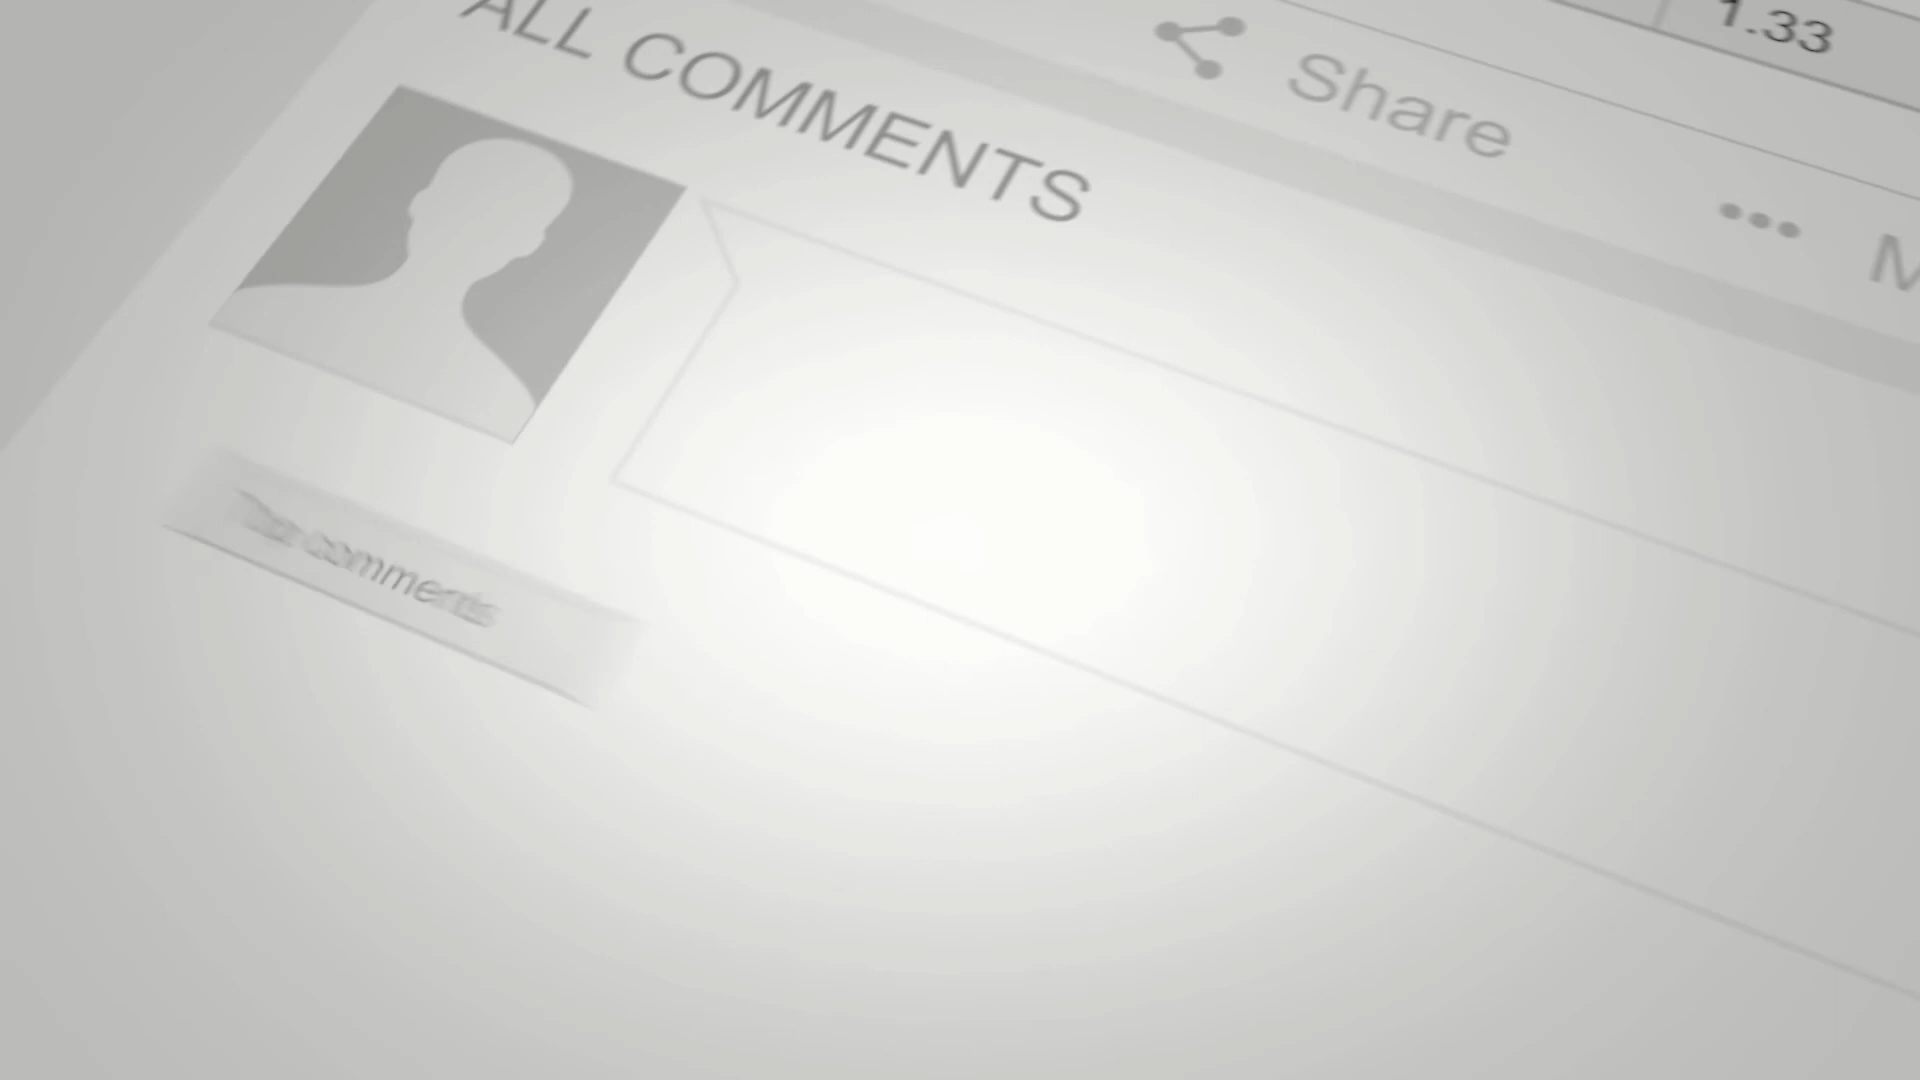 1.33
Share
••• M
ALL COMMENTS
comments